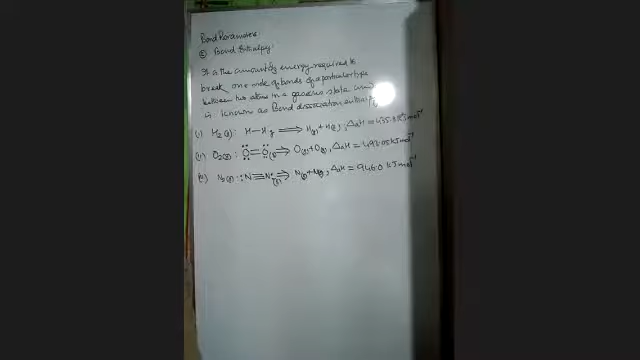 Bond Parameters
Bond Enthalpy:
It is the amount of energy required to
break one mole of bonds of a particular type
between two atoms in a gaseous state and
is known as Bond dissociation enthalpy
(i) H₂(g): H—H(g) ⟹ H(g) + H(g); ΔaH = 435.8 kJ mol⁻¹
(ii) O₂(g): O=O(g) ⟹ O(g) + O(g), ΔaH = kJ mol⁻¹
(iii) N₂(g): :N≡N:(g) ⟹ N(g) + N(g), ΔaH = 946.0 kJ mol⁻¹